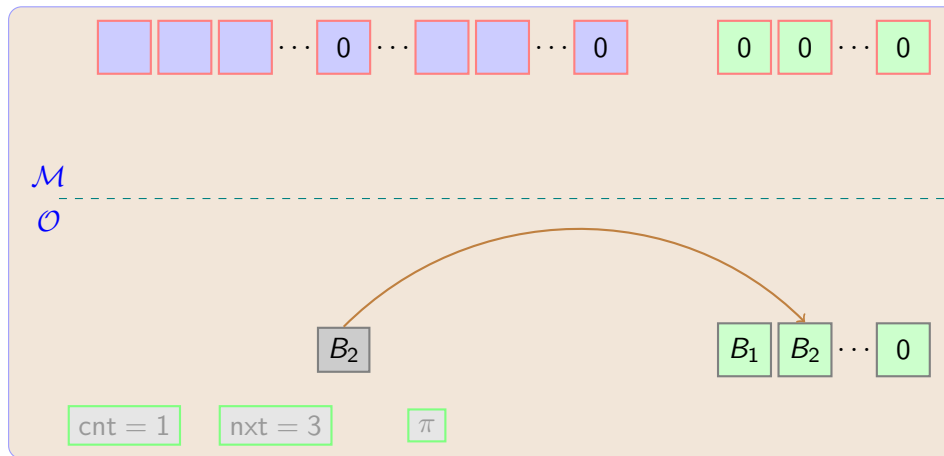 ··· 0 ··· ··· 0 0 0 ··· 0
ℳ
𝒪
B₂ B₁ B₂ ··· 0
cnt = 1 nxt = 3 π